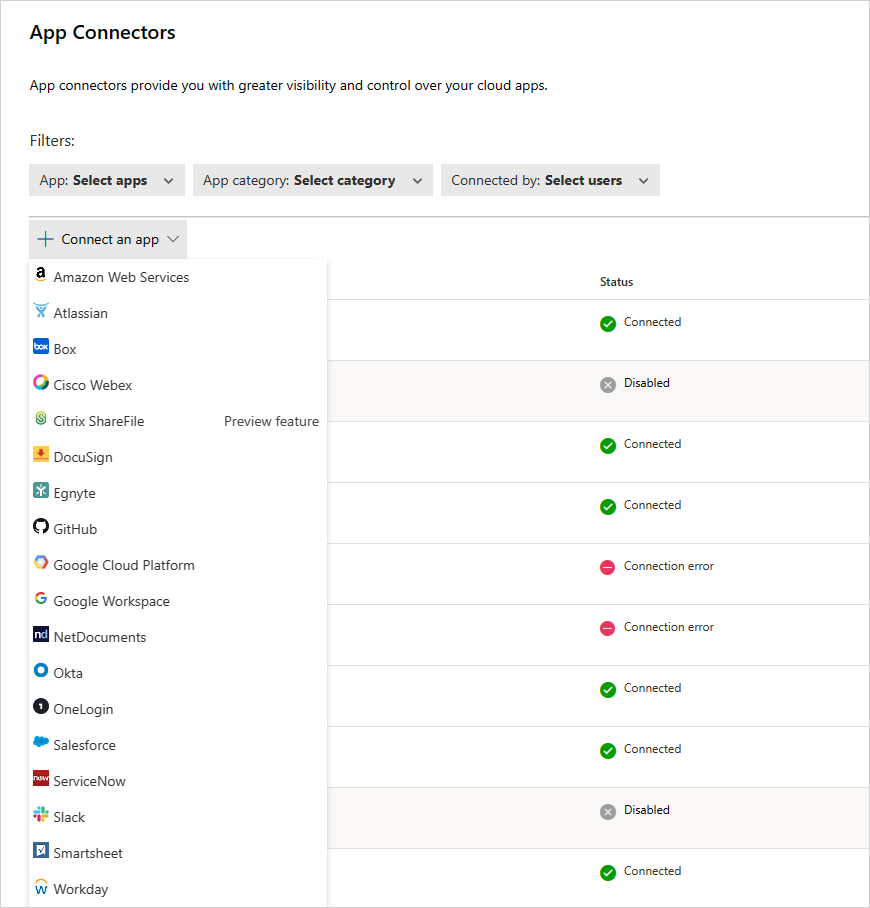 App Connectors
App connectors provide you with greater visibility and control over your cloud apps.
Filters:
App: Select apps App category: Select category Connected by: Select users
Connect an app
Status
Amazon Web Services
Connected
Atlassian
Box
Disabled
Cisco Webex
Citrix ShareFile Preview feature
Connected
DocuSign
Egnyte
Connected
GitHub
Google Cloud Platform
Connection error
Google Workspace
Connection error
NetDocuments
Okta
Connected
OneLogin
Salesforce
Connected
ServiceNow
Disabled
Slack
Smartsheet
Connected
Workday